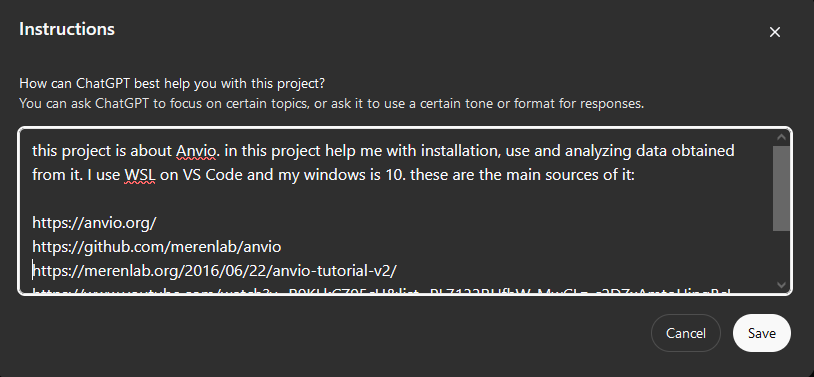 Instructions
How can ChatGPT best help you with this project?
You can ask ChatGPT to focus on certain topics, or ask it to use a certain tone or format for responses.
this project is about Anvio. in this project help me with installation, use and analyzing data obtained
from it. I use WSL on VS Code and my windows is 10. these are the main sources of it:
https://anvio.org/
https://github.com/merenlab/anvio
https://merenlab.org/2016/06/22/anvio-tutorial-v2/
Cancel
Save